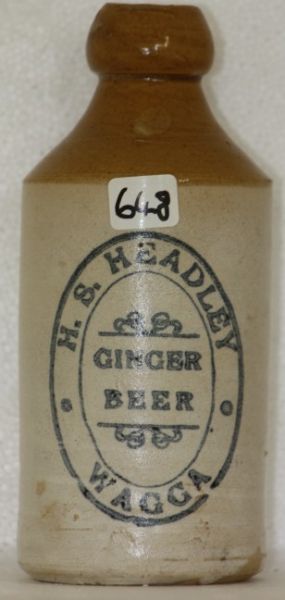 648
H. S. HEADLEY
GINGER
BEER
WAGGA